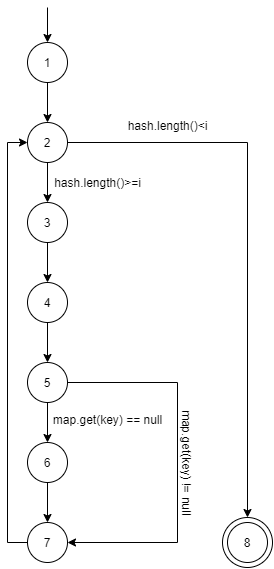 1
2
hash.length()<i
hash.length()>=i
3
4
5
map.get(key) == null
map.get(key) != null
6
7
8